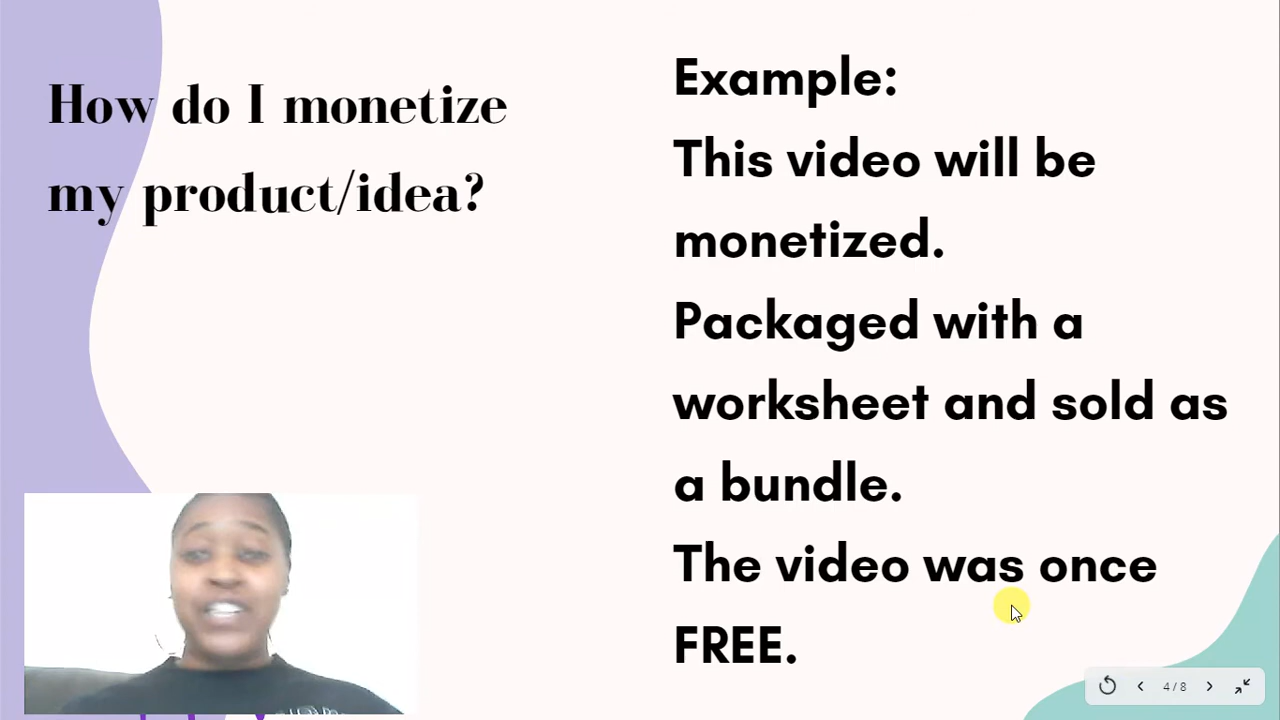 How do I monetize
my product/idea?
Example:
This video will be
monetized.
Packaged with a
worksheet and sold as
a bundle.
The video was once
FREE.
4/8